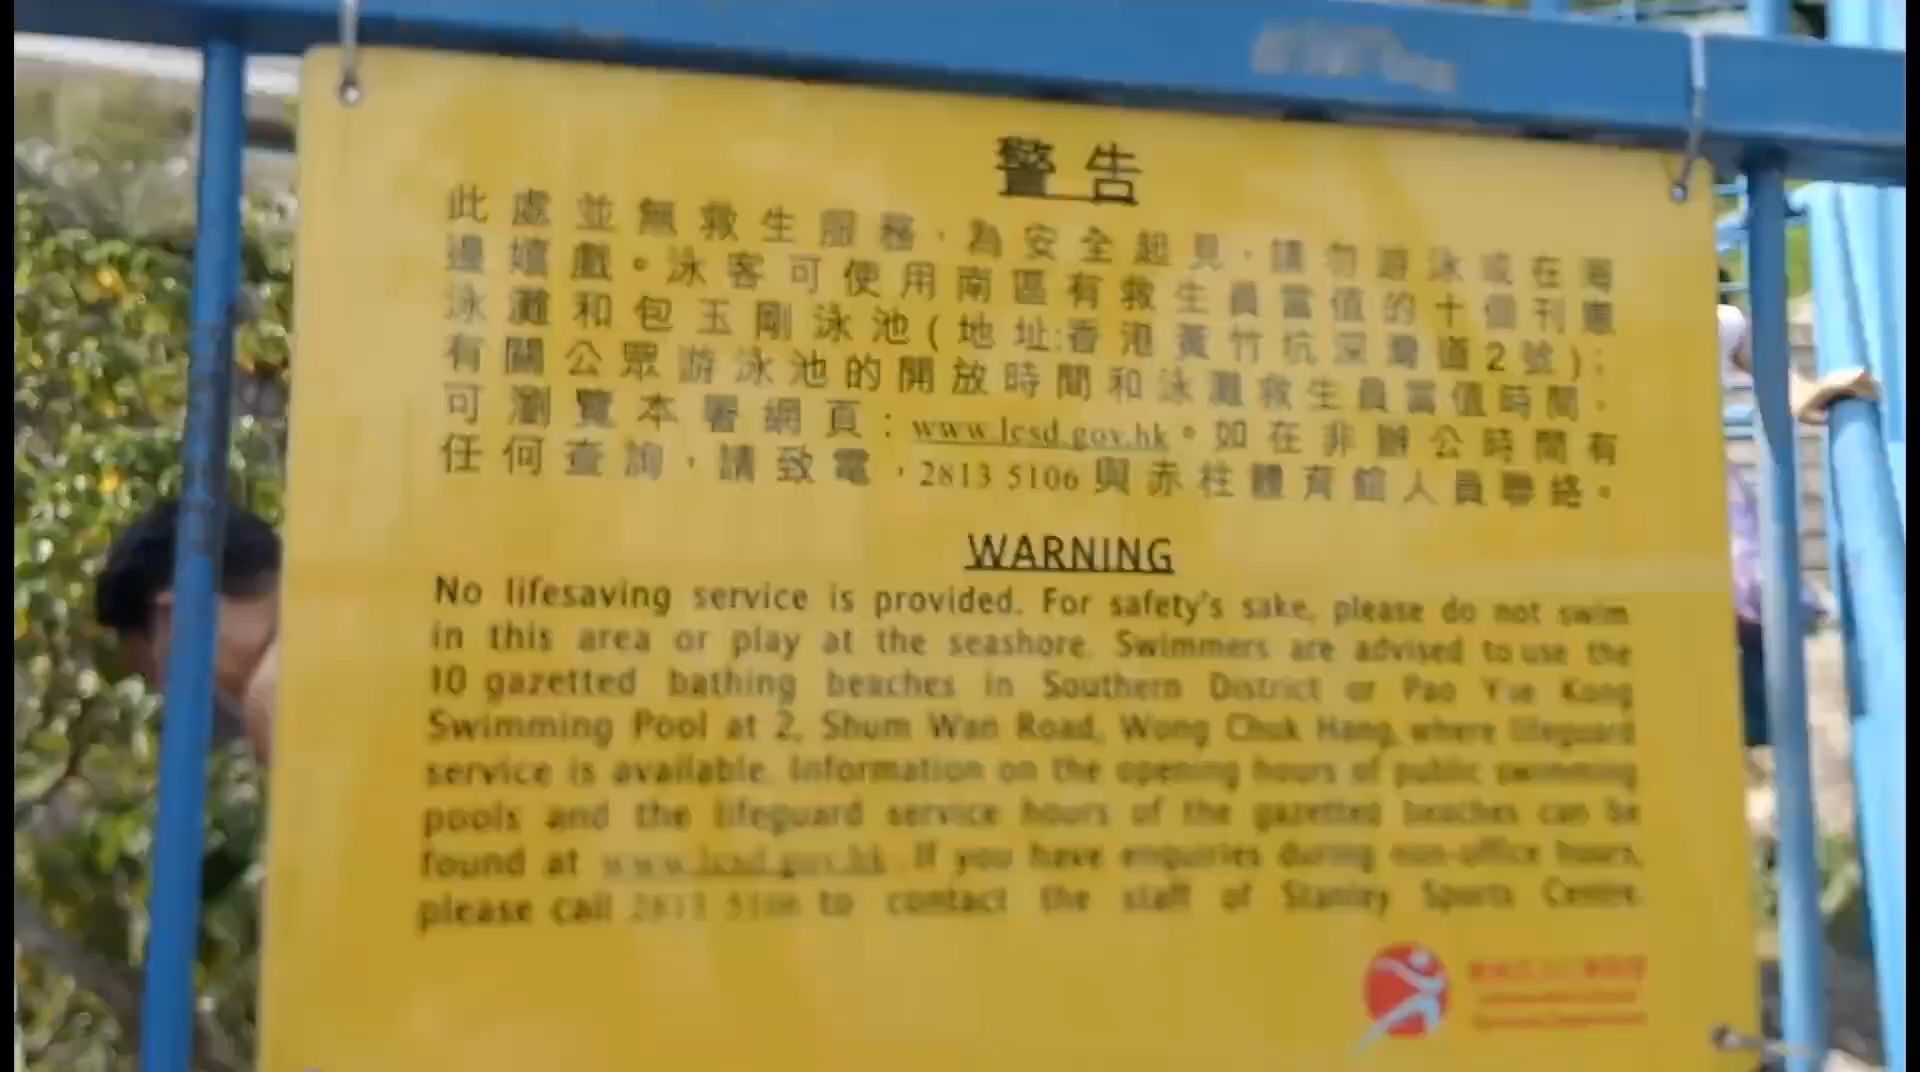 警告
此處並無救生服務，為安全起見，請勿游泳或在海
邊嬉戲。泳客可使用南區有救生員當值的十個刊憲
泳灘和包玉剛泳池(地址:香港黃竹坑深灣道2號);
有關公眾游泳池的開放時間和泳灘救生員當值時間，
可瀏覽本署網頁：www.lcsd.gov.hk。如在非辦公時間有
任何查詢，請致電，2813 5106與赤柱體育館人員聯絡。
WARNING
No lifesaving service is provided. For safety's sake, please do not swim
in this area or play at the seashore. Swimmers are advised to use the
10 gazetted bathing beaches in Southern District or Pao Yue Kong
Swimming Pool at 2, Shum Wan Road, Wong Chuk Hang, where lifeguard
service is available. Information on the opening hours of public swimming
pools and the lifeguard service hours of the gazetted beaches can be
found at www.lcsd.gov.hk. If you have enquiries during non-office hours,
please call 2813 5106 to contact the staff of Stanley Sports Centre.